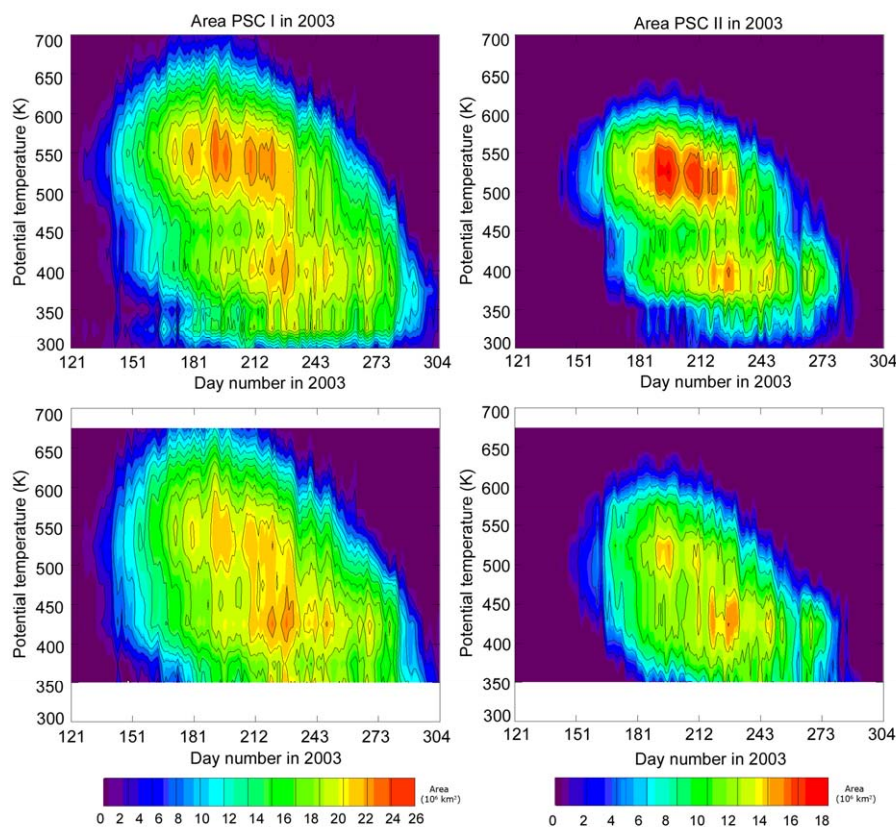 Area PSC I in 2003
Area PSC II in 2003
700
650
600
550
500
450
400
350
300
Potential temperature (K)
121 151 181 212 243 273 304
Day number in 2003
700
650
600
550
500
450
400
350
300
Potential temperature (K)
121 151 181 212 243 273 304
Day number in 2003
700
650
600
550
500
450
400
350
300
Potential temperature (K)
121 151 181 212 243 273 304
Day number in 2003
700
650
600
550
500
450
400
350
300
Potential temperature (K)
121 151 181 212 243 273 304
Day number in 2003
0 2 4 6 8 10 12 14 16 18 20 22 24 26
Area
(10⁶ km²)
0 2 4 6 8 10 12 14 16 18
Area
(10⁶ km²)